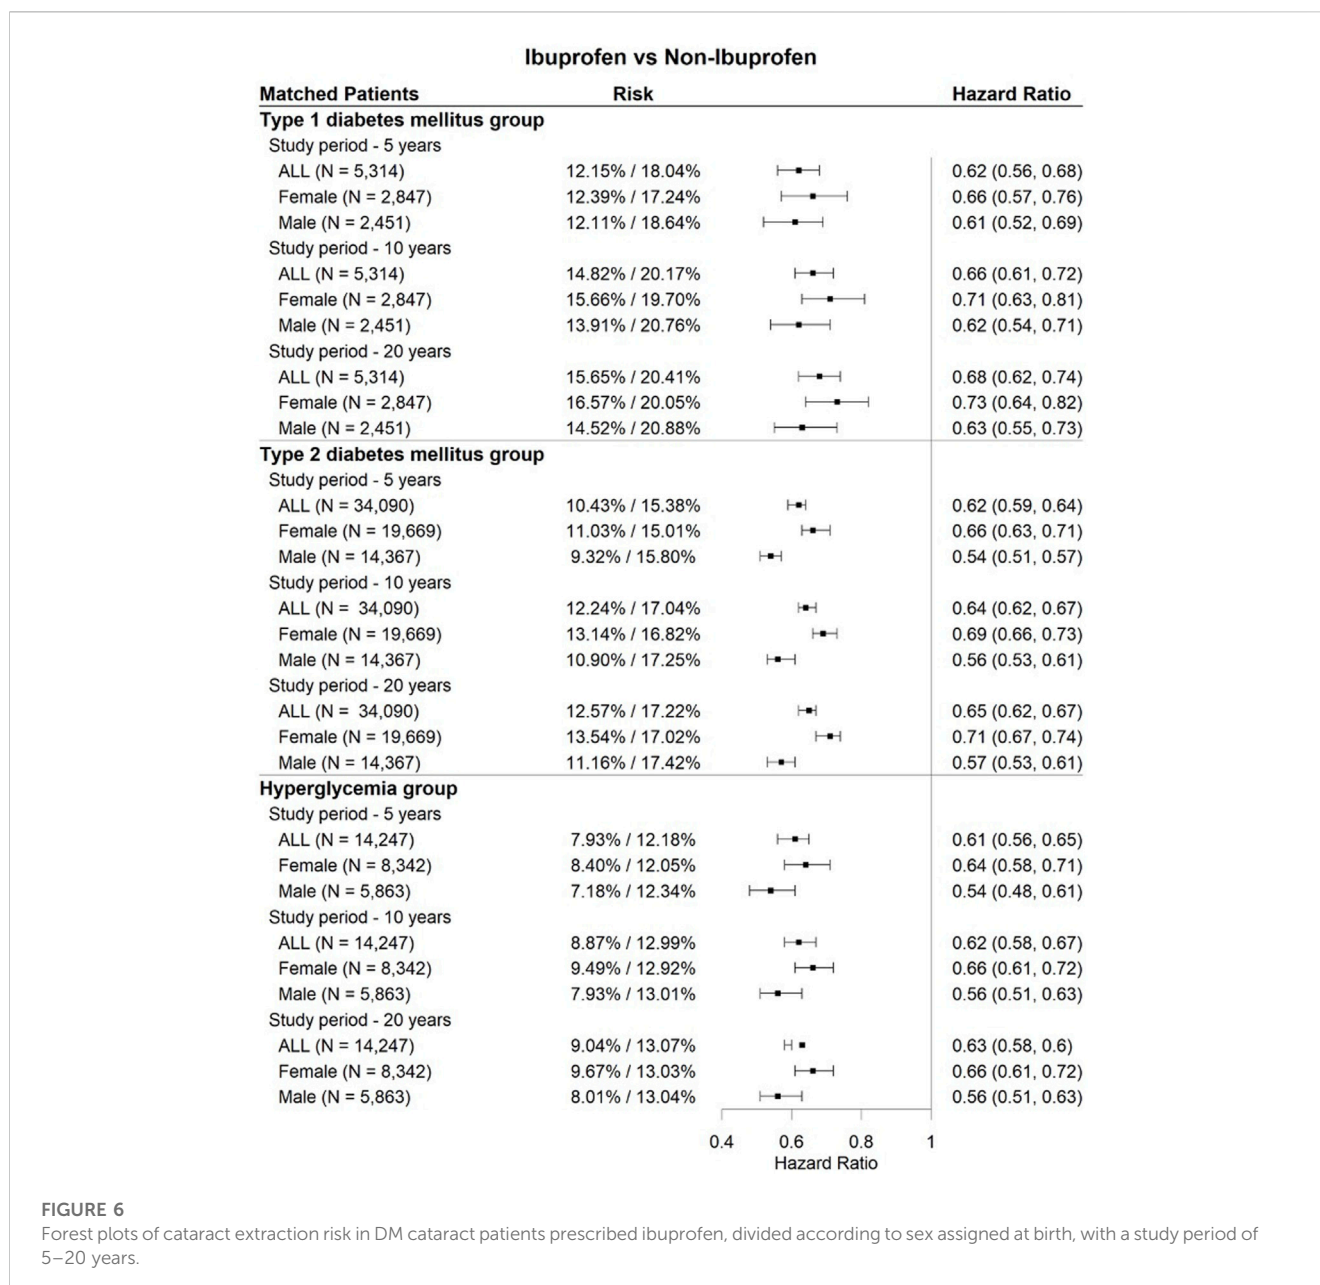 Ibuprofen vs Non-Ibuprofen
Matched Patients Risk Hazard Ratio
Type 1 diabetes mellitus group
Study period - 5 years
ALL (N = 5,314) 12.15% / 18.04% 0.62 (0.56, 0.68)
Female (N = 2,847) 12.39% / 17.24% 0.66 (0.57, 0.76)
Male (N = 2,451) 12.11% / 18.64% 0.61 (0.52, 0.69)
Study period - 10 years
ALL (N = 5,314) 14.82% / 20.17% 0.66 (0.61, 0.72)
Female (N = 2,847) 15.66% / 19.70% 0.71 (0.63, 0.81)
Male (N = 2,451) 13.91% / 20.76% 0.62 (0.54, 0.71)
Study period - 20 years
ALL (N = 5,314) 15.65% / 20.41% 0.68 (0.62, 0.74)
Female (N = 2,847) 16.57% / 20.05% 0.73 (0.64, 0.82)
Male (N = 2,451) 14.52% / 20.88% 0.63 (0.55, 0.73)
Type 2 diabetes mellitus group
Study period - 5 years
ALL (N = 34,090) 10.43% / 15.38% 0.62 (0.59, 0.64)
Female (N = 19,669) 11.03% / 15.01% 0.66 (0.63, 0.71)
Male (N = 14,367) 9.32% / 15.80% 0.54 (0.51, 0.57)
Study period - 10 years
ALL (N = 34,090) 12.24% / 17.04% 0.64 (0.62, 0.67)
Female (N = 19,669) 13.14% / 16.82% 0.69 (0.66, 0.73)
Male (N = 14,367) 10.90% / 17.25% 0.56 (0.53, 0.61)
Study period - 20 years
ALL (N = 34,090) 12.57% / 17.22% 0.65 (0.62, 0.67)
Female (N = 19,669) 13.54% / 17.02% 0.71 (0.67, 0.74)
Male (N = 14,367) 11.16% / 17.42% 0.57 (0.53, 0.61)
Hyperglycemia group
Study period - 5 years
ALL (N = 14,247) 7.93% / 12.18% 0.61 (0.56, 0.65)
Female (N = 8,342) 8.40% / 12.05% 0.64 (0.58, 0.71)
Male (N = 5,863) 7.18% / 12.34% 0.54 (0.48, 0.61)
Study period - 10 years
ALL (N = 14,247) 8.87% / 12.99% 0.62 (0.58, 0.67)
Female (N = 8,342) 9.49% / 12.92% 0.66 (0.61, 0.72)
Male (N = 5,863) 7.93% / 13.01% 0.56 (0.51, 0.63)
Study period - 20 years
ALL (N = 14,247) 9.04% / 13.07% 0.63 (0.58, 0.6)
Female (N = 8,342) 9.67% / 13.03% 0.66 (0.61, 0.72)
Male (N = 5,863) 8.01% / 13.04% 0.56 (0.51, 0.63)
0.4 0.6 0.8 1
Hazard Ratio
FIGURE 6
Forest plots of cataract extraction risk in DM cataract patients prescribed ibuprofen, divided according to sex assigned at birth, with a study period of
5–20 years.